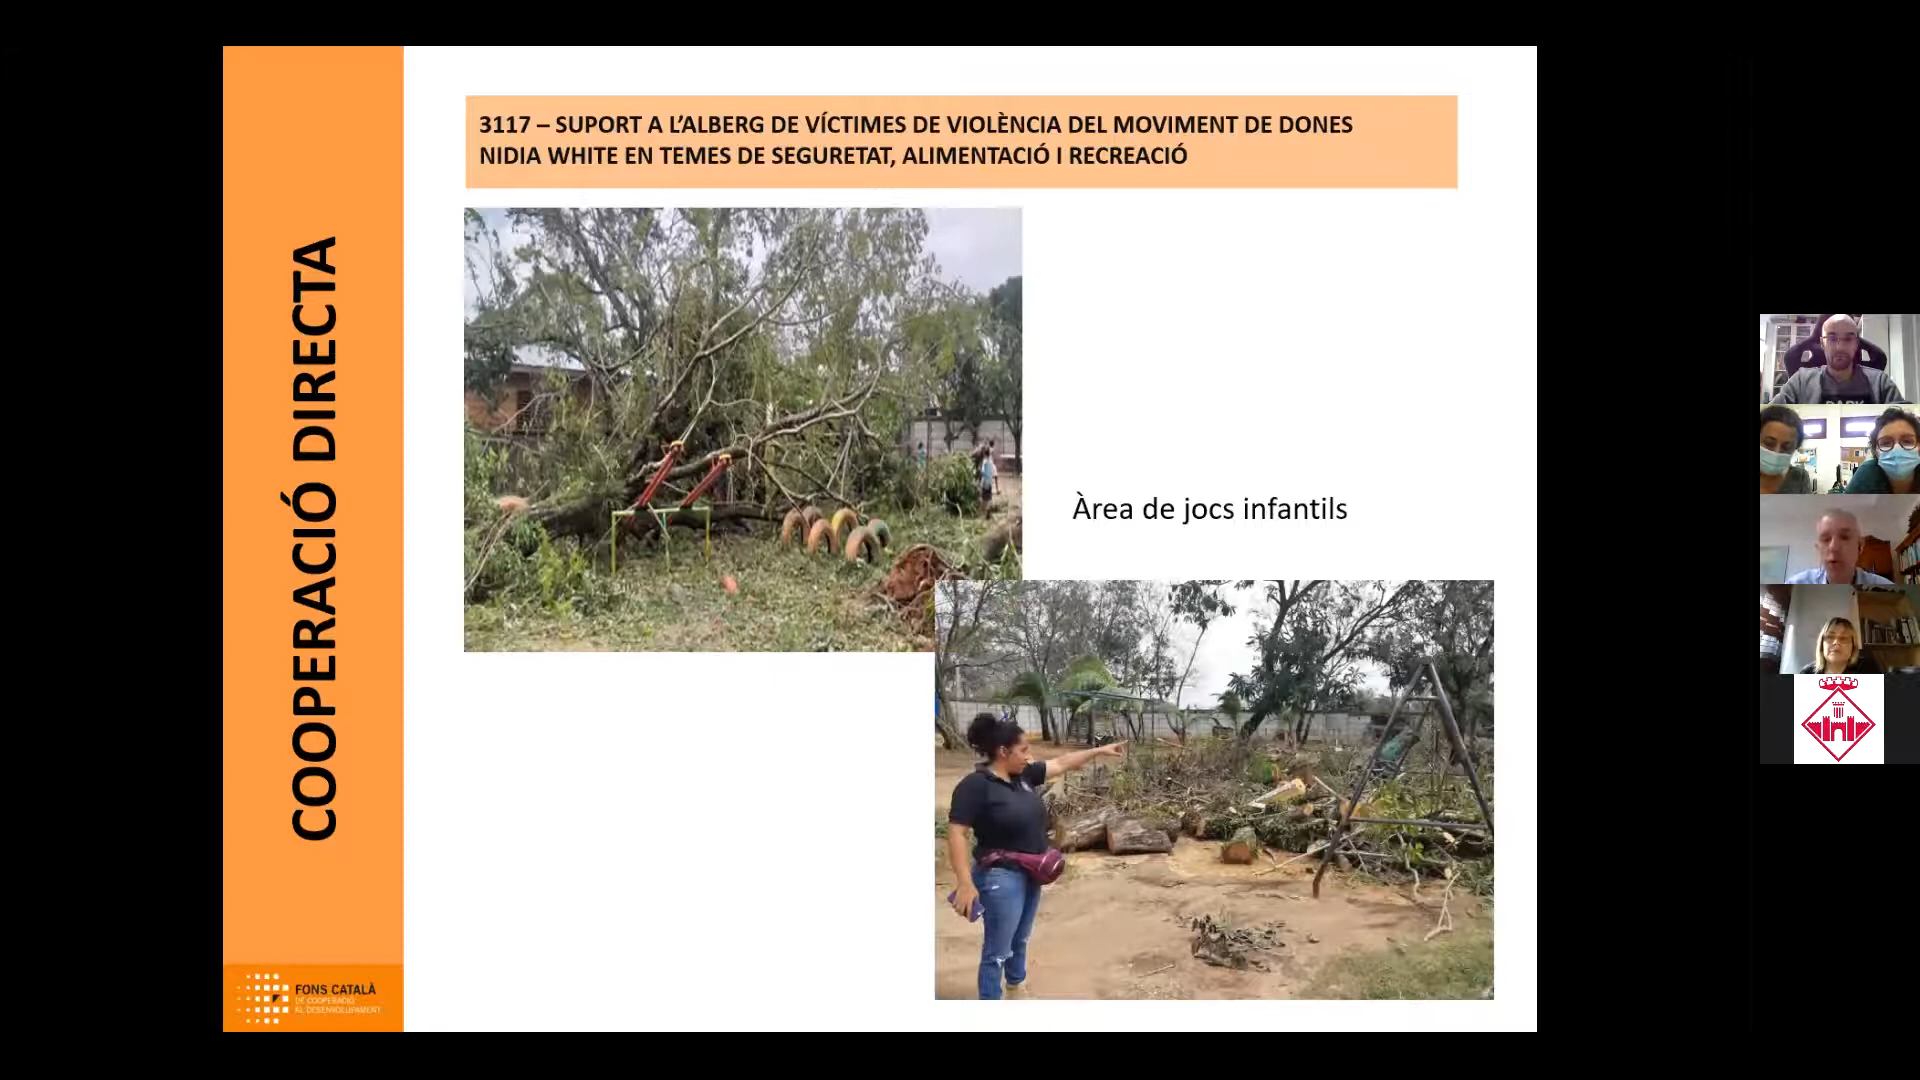 COOPERACIÓ DIRECTA
3117 – SUPORT A L’ALBERG DE VÍCTIMES DE VIOLÈNCIA DEL MOVIMENT DE DONES
NIDIA WHITE EN TEMES DE SEGURETAT, ALIMENTACIÓ I RECREACIÓ
Àrea de jocs infantils
FONS CATALÀ
DE COOPERACIÓ
AL DESENVOLUPAMENT